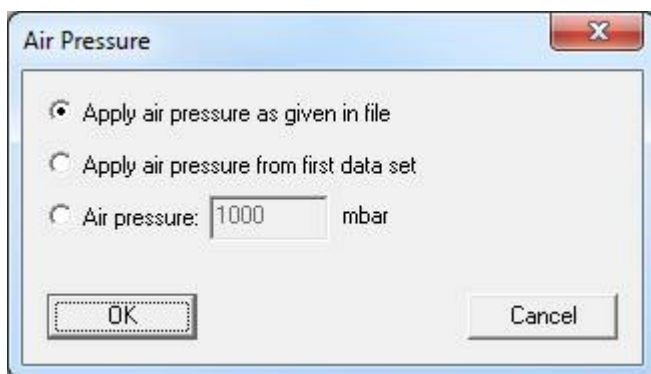 Air Pressure
Apply air pressure as given in file
Apply air pressure from first data set
Air pressure: 1000 mbar
OK Cancel